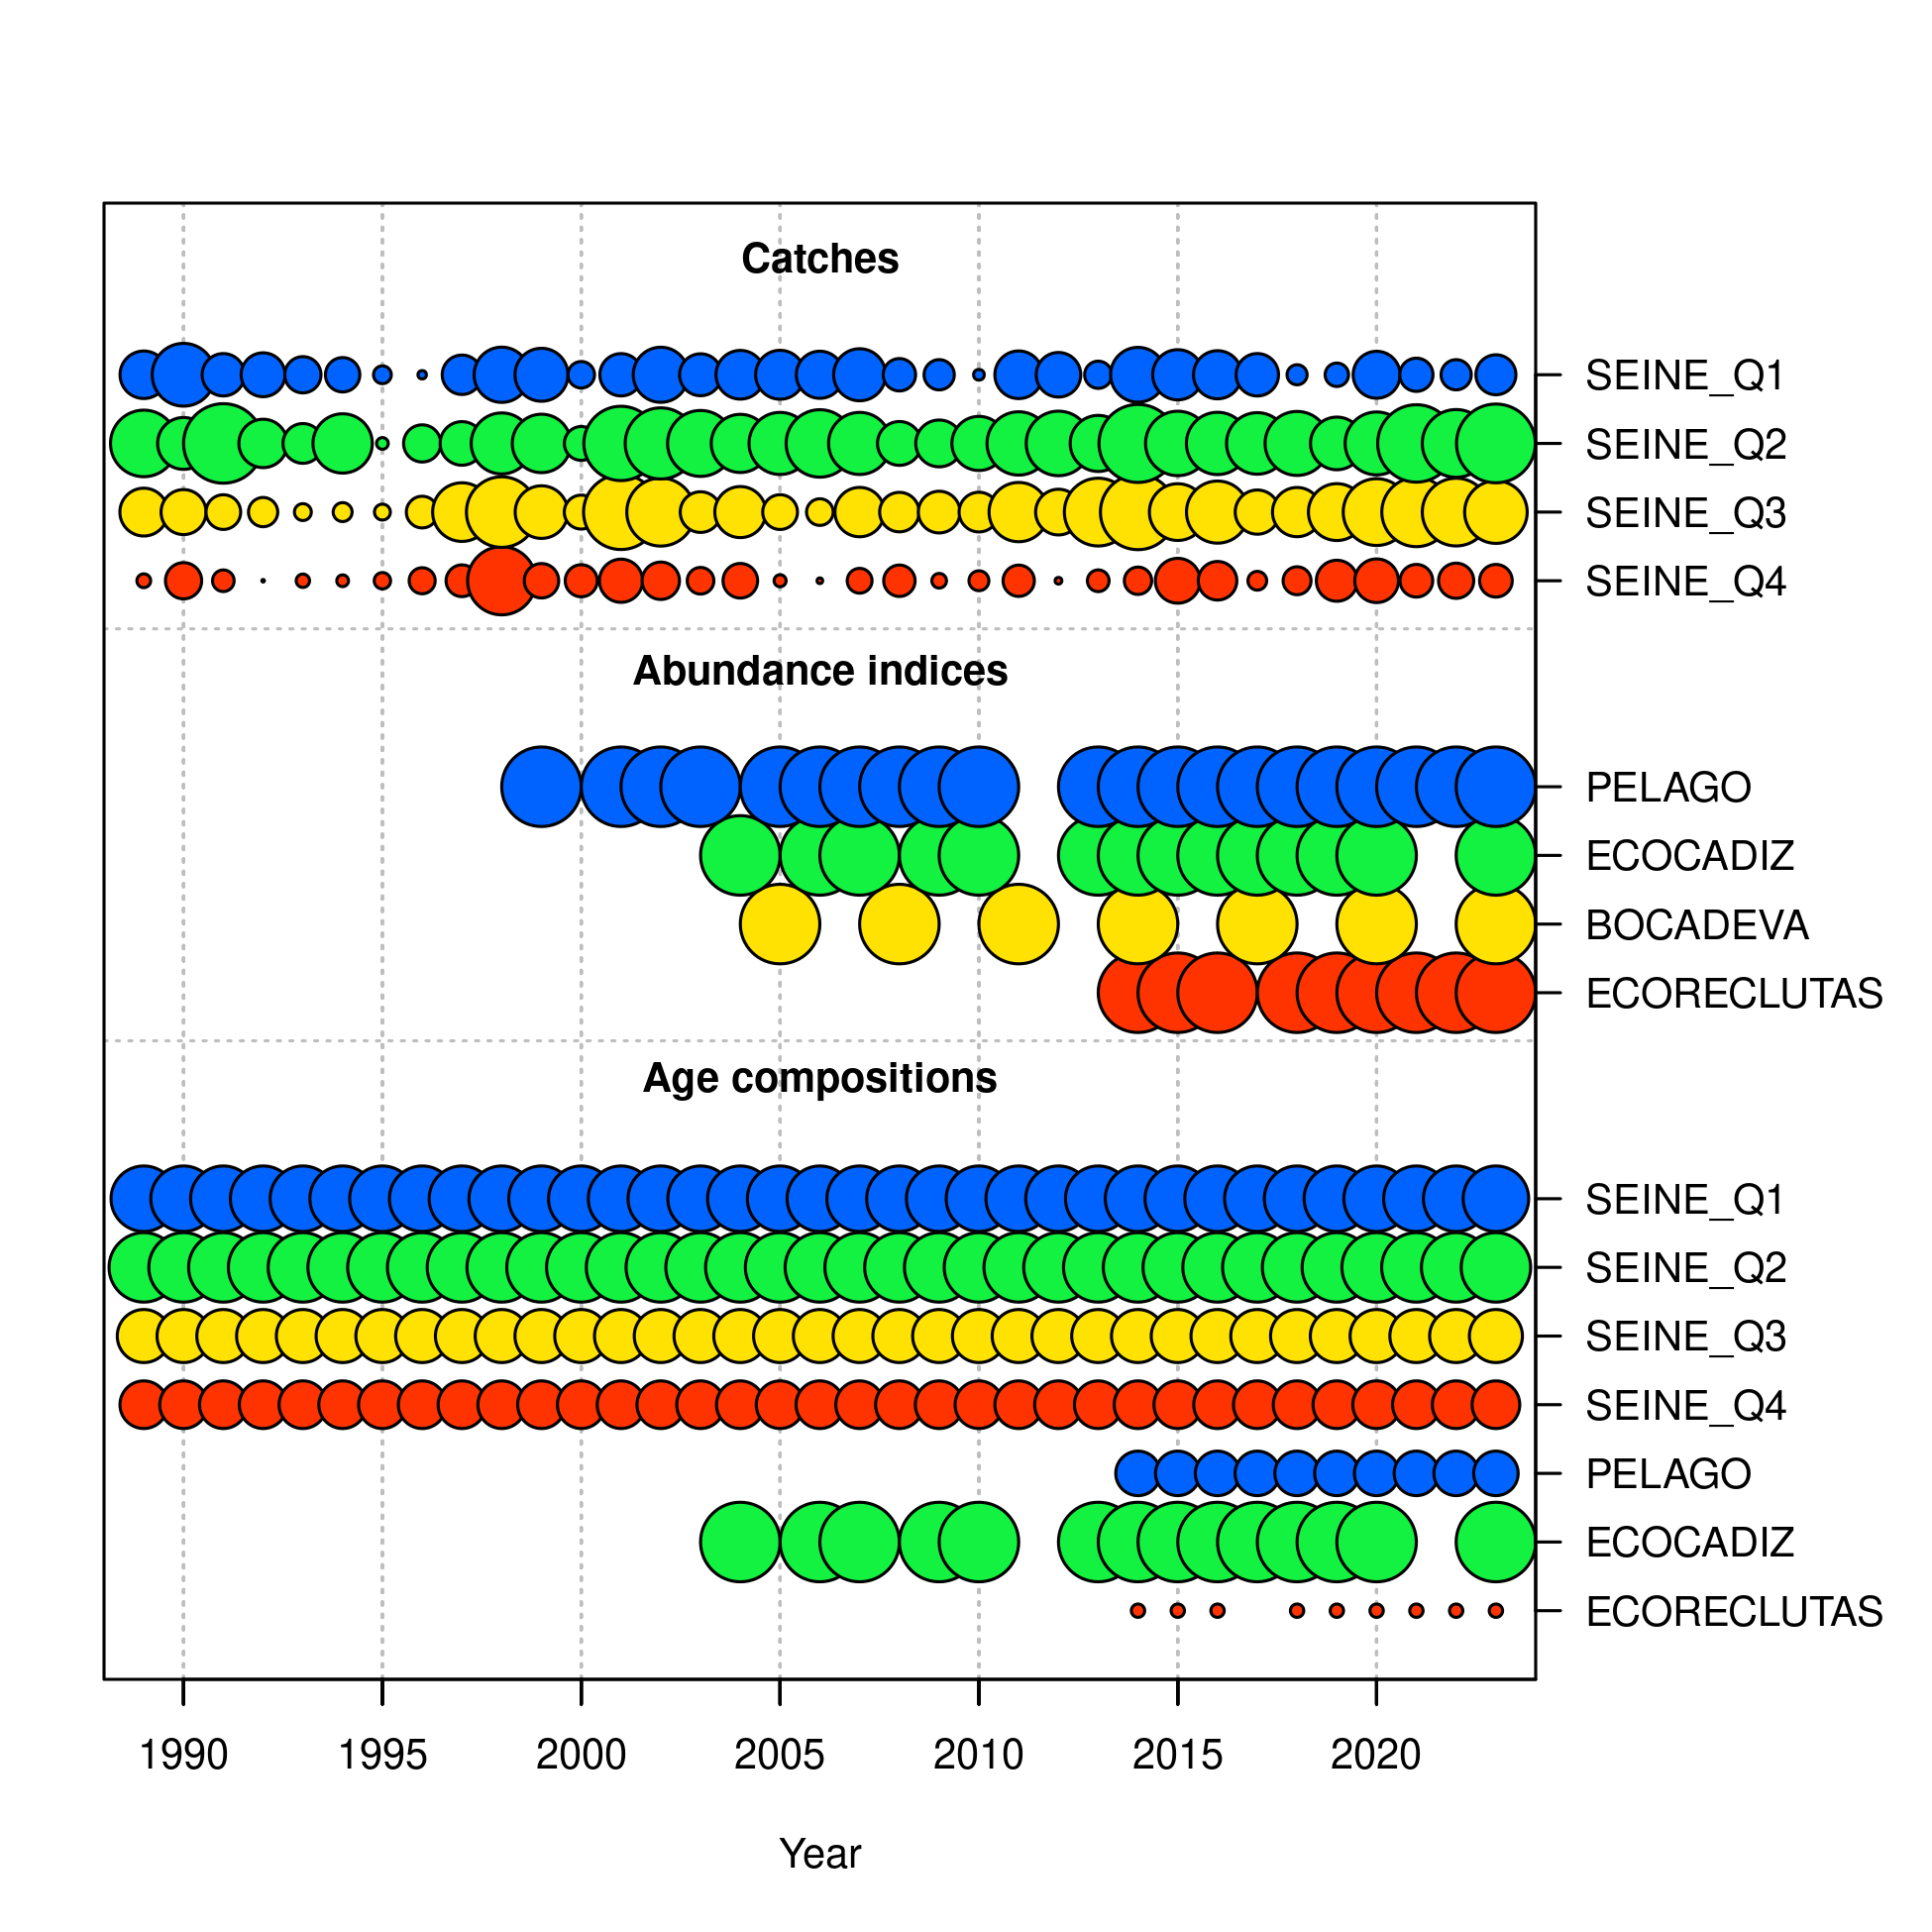 Catches
SEINE_Q1
SEINE_Q2
SEINE_Q3
SEINE_Q4
Abundance indices
PELAGO
ECOCADIZ
BOCADEVA
ECORECLUTAS
Age compositions
SEINE_Q1
SEINE_Q2
SEINE_Q3
SEINE_Q4
PELAGO
ECOCADIZ
ECORECLUTAS
1990 1995 2000 2005 2010 2015 2020
Year